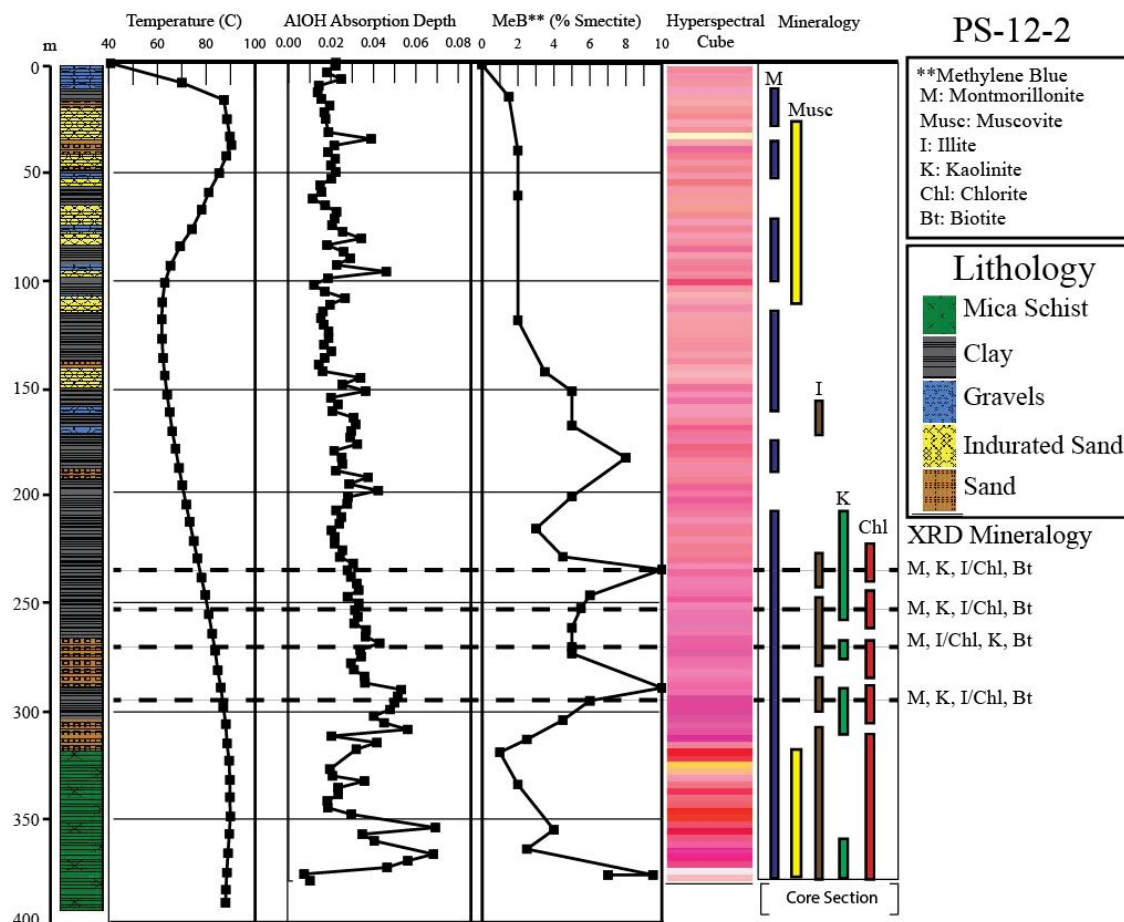 Temperature (C)
AlOH Absorption Depth
MeB** (% Smectite)
Hyperspectral
Cube
Mineralogy
PS-12-2
m
40 60 80 100
0.00 0.02 0.04 0.06 0.08
0 2 4 6 8 10
0
50
100
150
200
250
300
350
400
M
Musc
I
K
Chl
Core Section
**Methylene Blue
M: Montmorillonite
Musc: Muscovite
I: Illite
K: Kaolinite
Chl: Chlorite
Bt: Biotite
Lithology
Mica Schist
Clay
Gravels
Indurated Sand
Sand
XRD Mineralogy
M, K, I/Chl, Bt
M, K, I/Chl, Bt
M, I/Chl, K, Bt
M, K, I/Chl, Bt